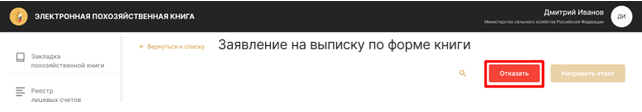 ЭЛЕКТРОННАЯ ПОХОЗЯЙСТВЕННАЯ КНИГА
Дмитрий Иванов
Министерство сельского хозяйства Российской Федерации
ДИ
Закладка
похозяйственной книги
Реестр
лицевых счетов
← Вернуться к списку
Заявление на выписку по форме книги
Отказать
Направить ответ